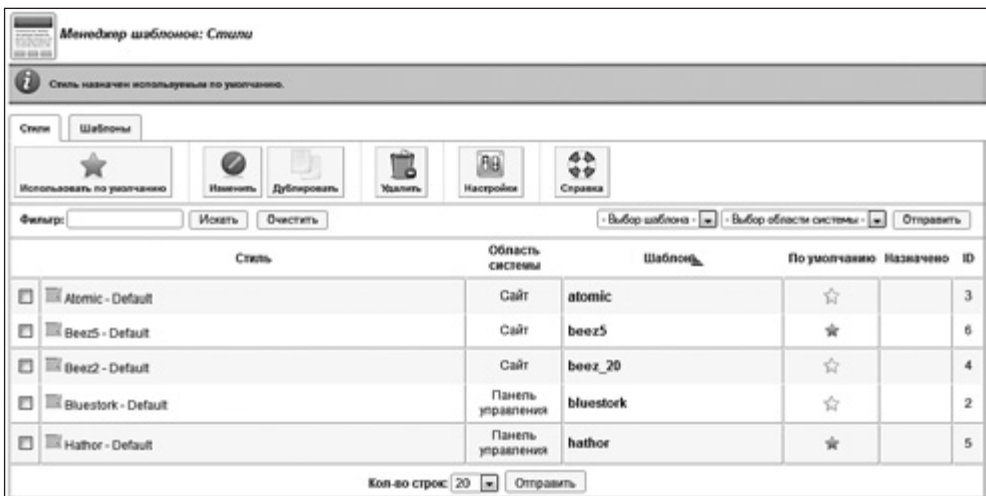 Менеджер шаблонов: Стили
Стиль назначен используемым по умолчанию.
Стили Шаблоны
Использовать по умолчанию Изменить Дублировать Удалить Настройки Справка
Фильтр: Искать Очистить - Выбор шаблона - - Выбор области системы - Отправить
Стиль Область системы Шаблон По умолчанию Назначено ID
Atomic - Default Сайт atomic 3
Beez5 - Default Сайт beez5 6
Beez2 - Default Сайт beez_20 4
Bluestork - Default Панель управления bluestork 2
Hathor - Default Панель управления hathor 5
Кол-во строк: 20 Отправить